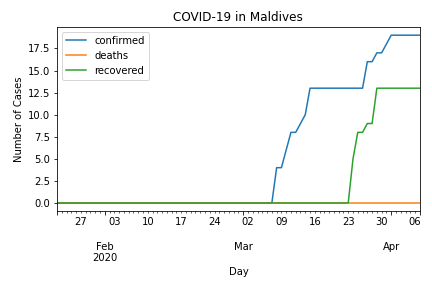 COVID-19 in Maldives
confirmed
deaths
recovered
Number of Cases
17.5
15.0
12.5
10.0
7.5
5.0
2.5
0.0
27 03 10 17 24 02 09 16 23 30 06
Feb Mar Apr
2020
Day